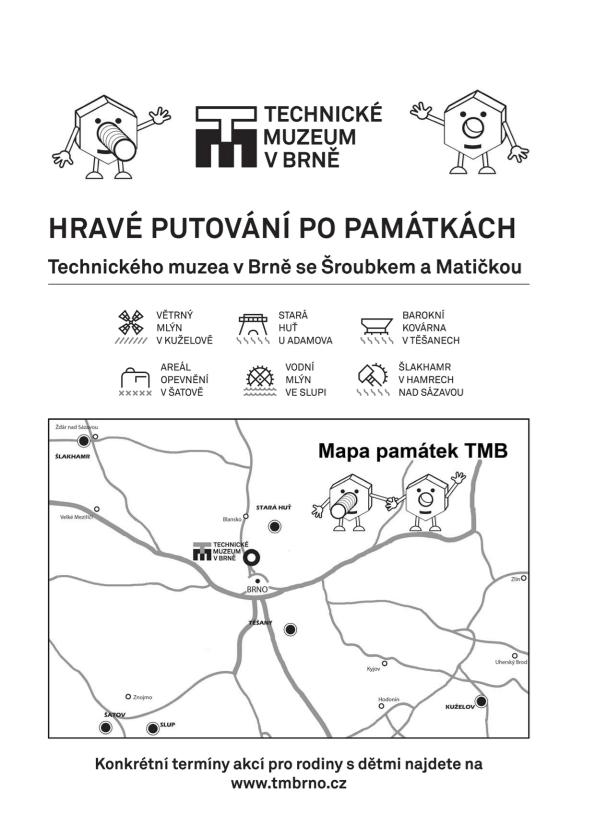 TECHNICKÉ
MUZEUM
V BRNĚ
HRAVÉ PUTOVÁNÍ PO PAMÁTKÁCH
Technického muzea v Brně se Šroubkem a Matičkou
VĚTRNÝ
MLÝN
V KUŽELOVĚ
STARÁ
HUŤ
U ADAMOVA
BAROKNÍ
KOVÁRNA
V TĚŠANECH
AREÁL
OPEVNĚNÍ
V ŠATOVĚ
VODNÍ
MLÝN
VE SLUPI
ŠLAKHAMR
V HAMRECH
NAD SÁZAVOU
Mapa památek TMB
Žďár nad Sázavou
ŠLAKHAMR
Velké Meziříčí
Blansko
STARÁ HUŤ
TECHNICKÉ
MUZEUM
V BRNĚ
BRNO
Zlín
TĚŠANY
Kyjov
Uherský Brod
Znojmo
Hodonín
KUŽELOV
ŠATOV
SLUP
Konkrétní termíny akcí pro rodiny s dětmi najdete na
www.tmbrno.cz